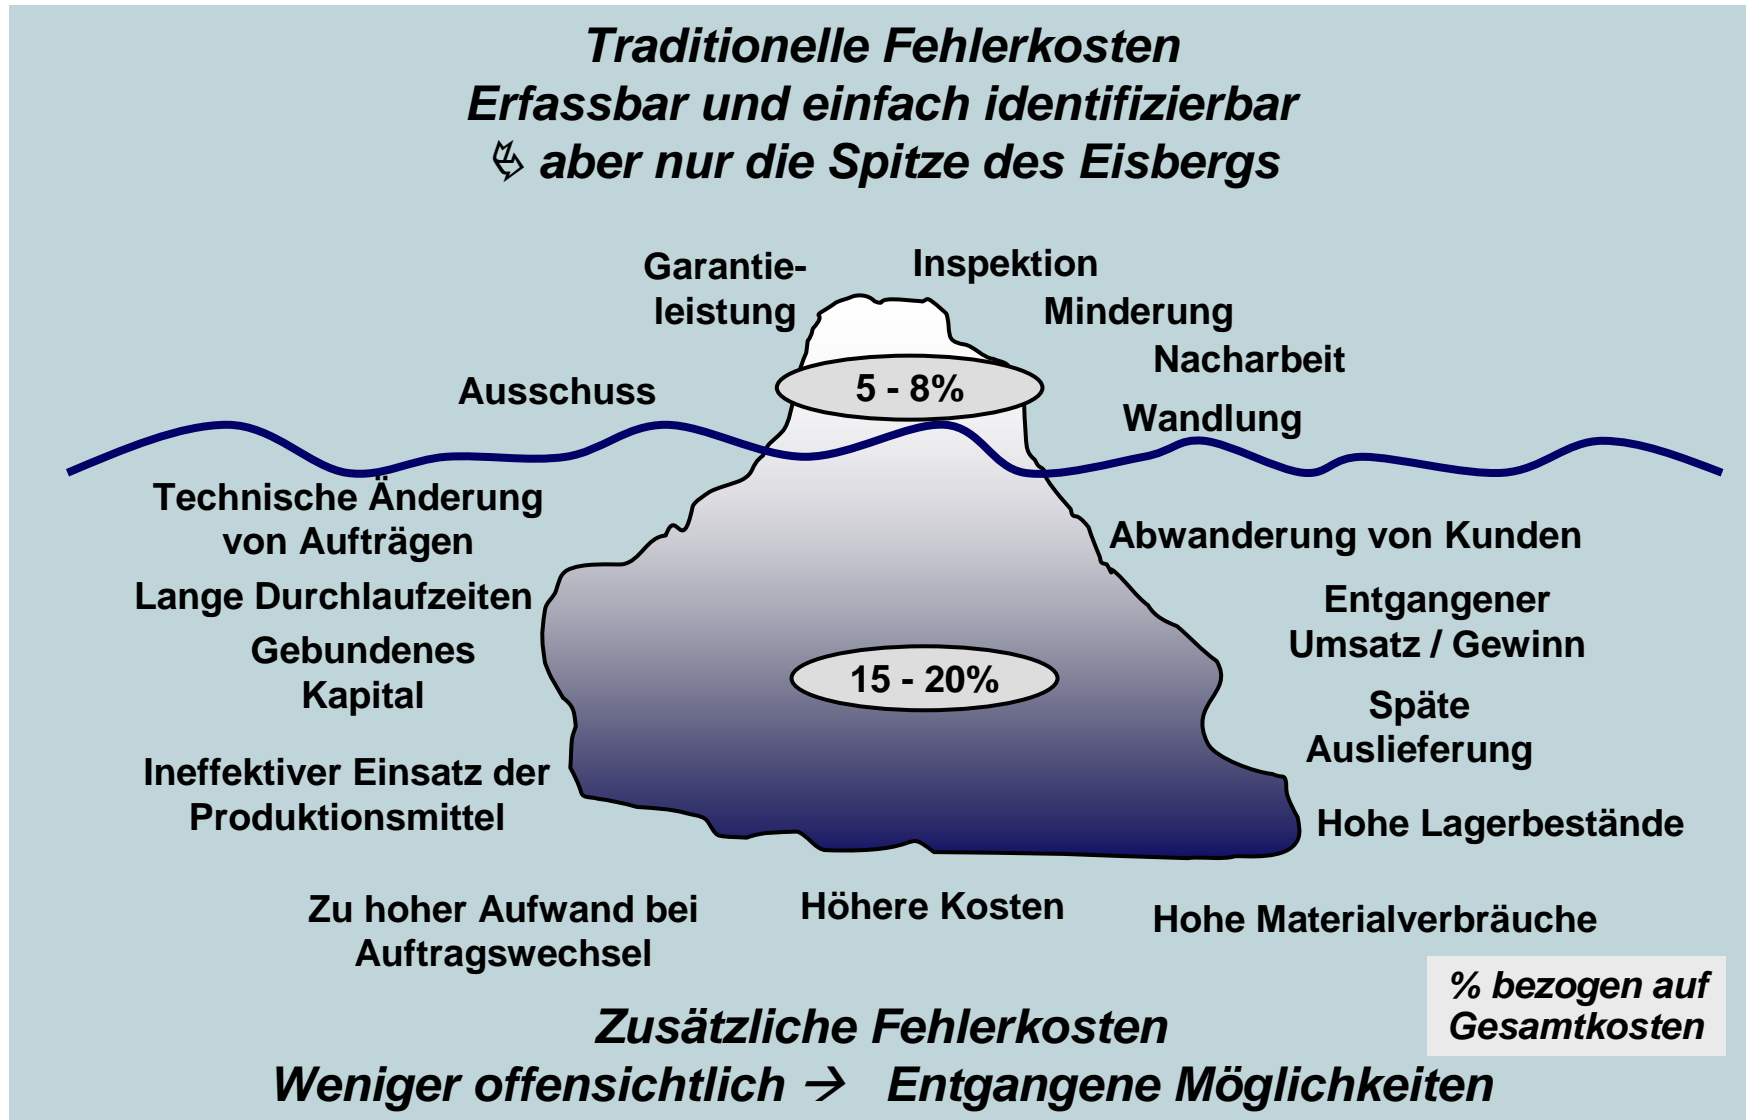 Traditionelle Fehlerkosten
Erfassbar und einfach identifizierbar
↳ aber nur die Spitze des Eisbergs
Garantie-
leistung
Inspektion
Minderung
Nacharbeit
Ausschuss
5 - 8%
Wandlung
Technische Änderung
von Aufträgen
Abwanderung von Kunden
Lange Durchlaufzeiten
Entgangener
Umsatz / Gewinn
Gebundenes
Kapital
15 - 20%
Späte
Auslieferung
Ineffektiver Einsatz der
Produktionsmittel
Hohe Lagerbestände
Zu hoher Aufwand bei
Auftragswechsel
Höhere Kosten
Hohe Materialverbräuche
% bezogen auf
Gesamtkosten
Zusätzliche Fehlerkosten
Weniger offensichtlich → Entgangene Möglichkeiten